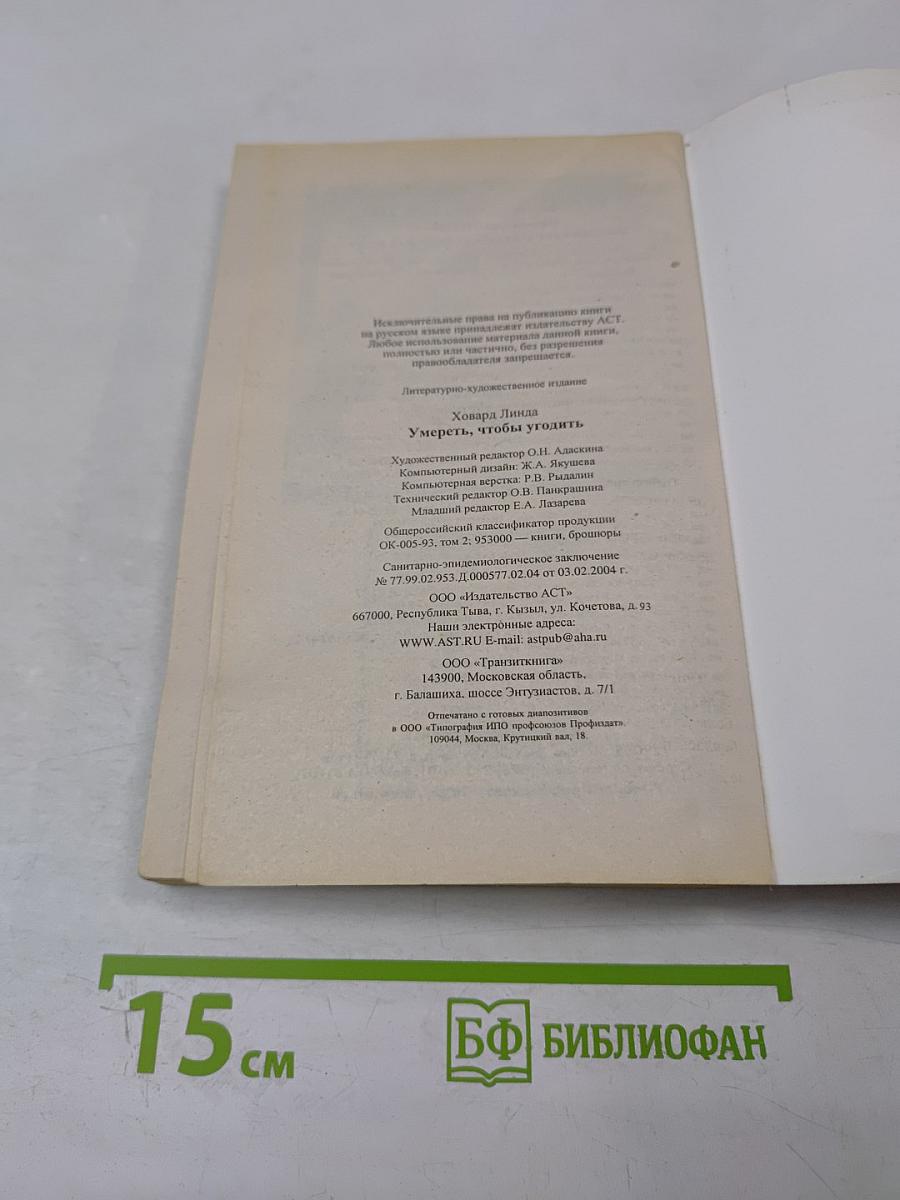 Исключительные права на публикацию книги
на русском языке принадлежат издательству АСТ.
Любое использование материала данной книги,
полностью или частично, без разрешения
правообладателя запрещается.
Литературно-художественное издание
Ховард Линда
Умереть, чтобы угодить
Художественный редактор О.Н. Адаскина
Компьютерный дизайн: Ж.А. Якушева
Компьютерная верстка: Р.В. Рыдалин
Технический редактор О.В. Панкрашина
Младший редактор Е.А. Лазарева
Общероссийский классификатор продукции
ОК-005-93, том 2; 953000 — книги, брошюры
Санитарно-эпидемиологическое заключение
№ 77.99.02.953.Д.000577.02.04 от 03.02.2004 г.
ООО «Издательство АСТ»
667000, Республика Тыва, г. Кызыл, ул. Кочетова, д. 93
Наши электронные адреса:
WWW.AST.RU E-mail: astpub@aha.ru
ООО «Транзиткнига»
143900, Московская область,
г. Балашиха, шоссе Энтузиастов, д. 7/1
Отпечатано с готовых диапозитивов
в ООО «Типография ИПО профсоюзов Профиздат».
109044, Москва, Крутицкий вал, 18.
15 см
БФ БИБЛИОФАН